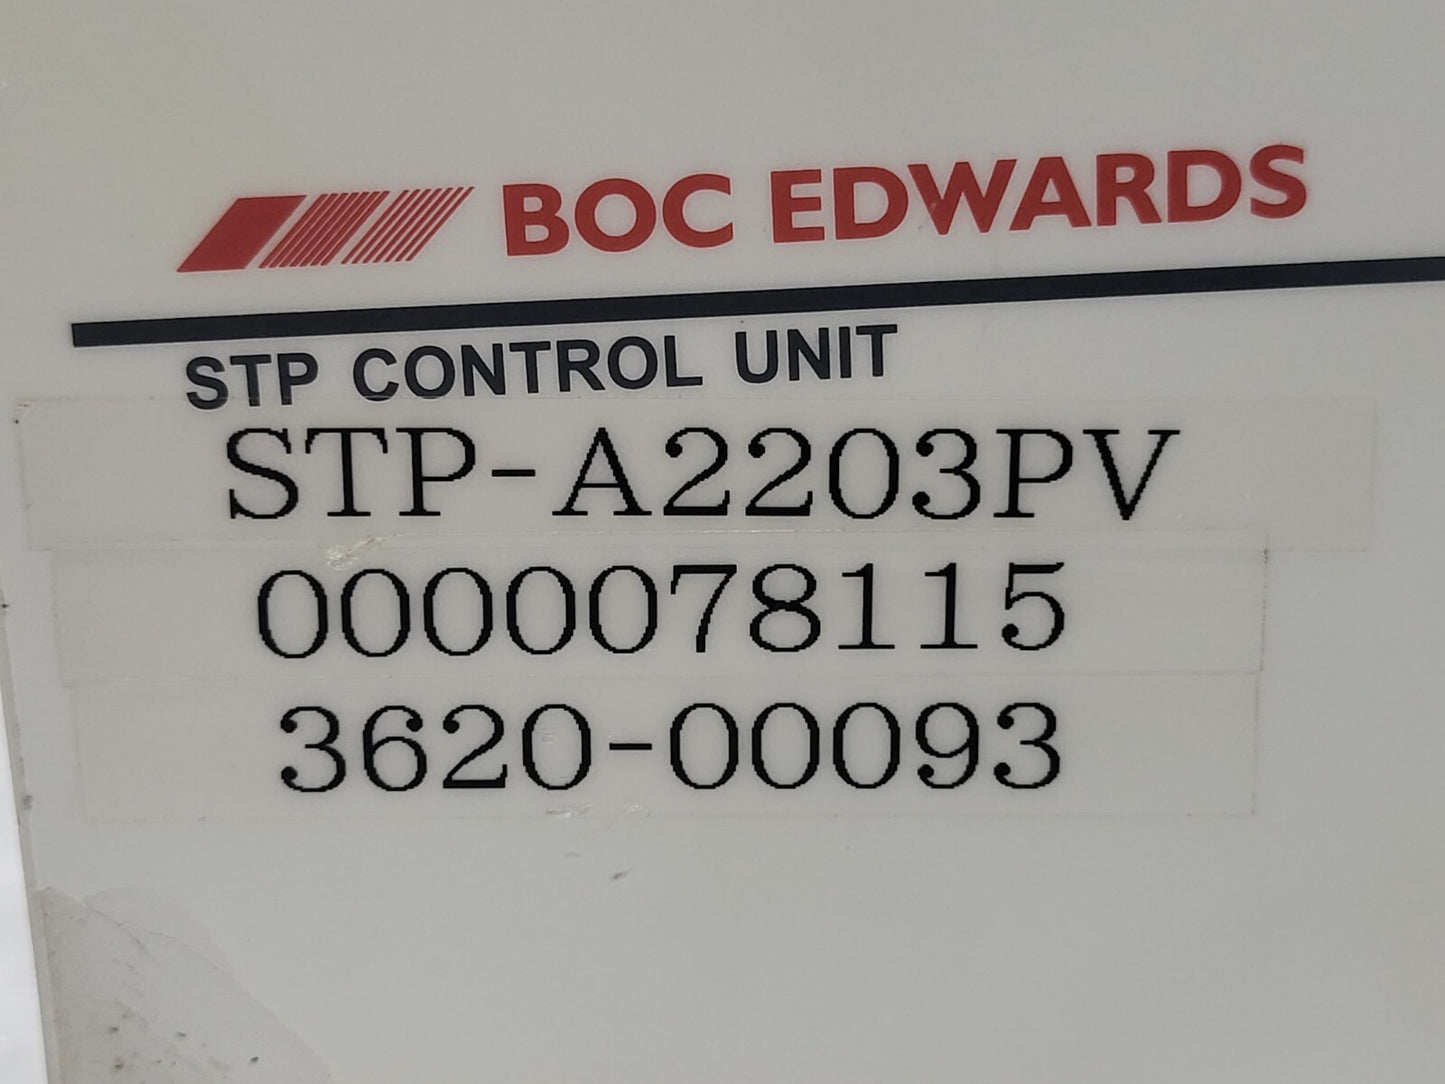 BOC EDWARDS
STP CONTROL UNIT
STP-A2203PV
0000078115
3620-00093